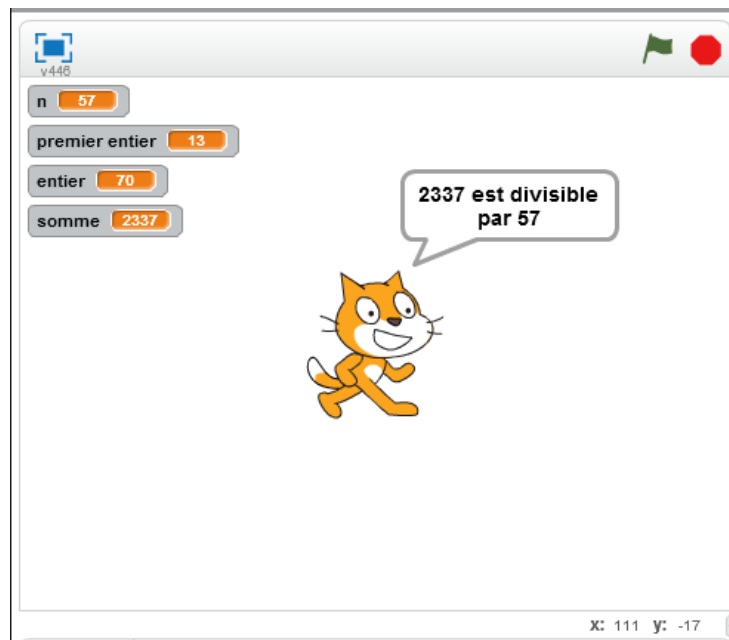 v446
n 57
premier entier 13
entier 70
somme 2337
2337 est divisible
par 57
x: 111 y: -17